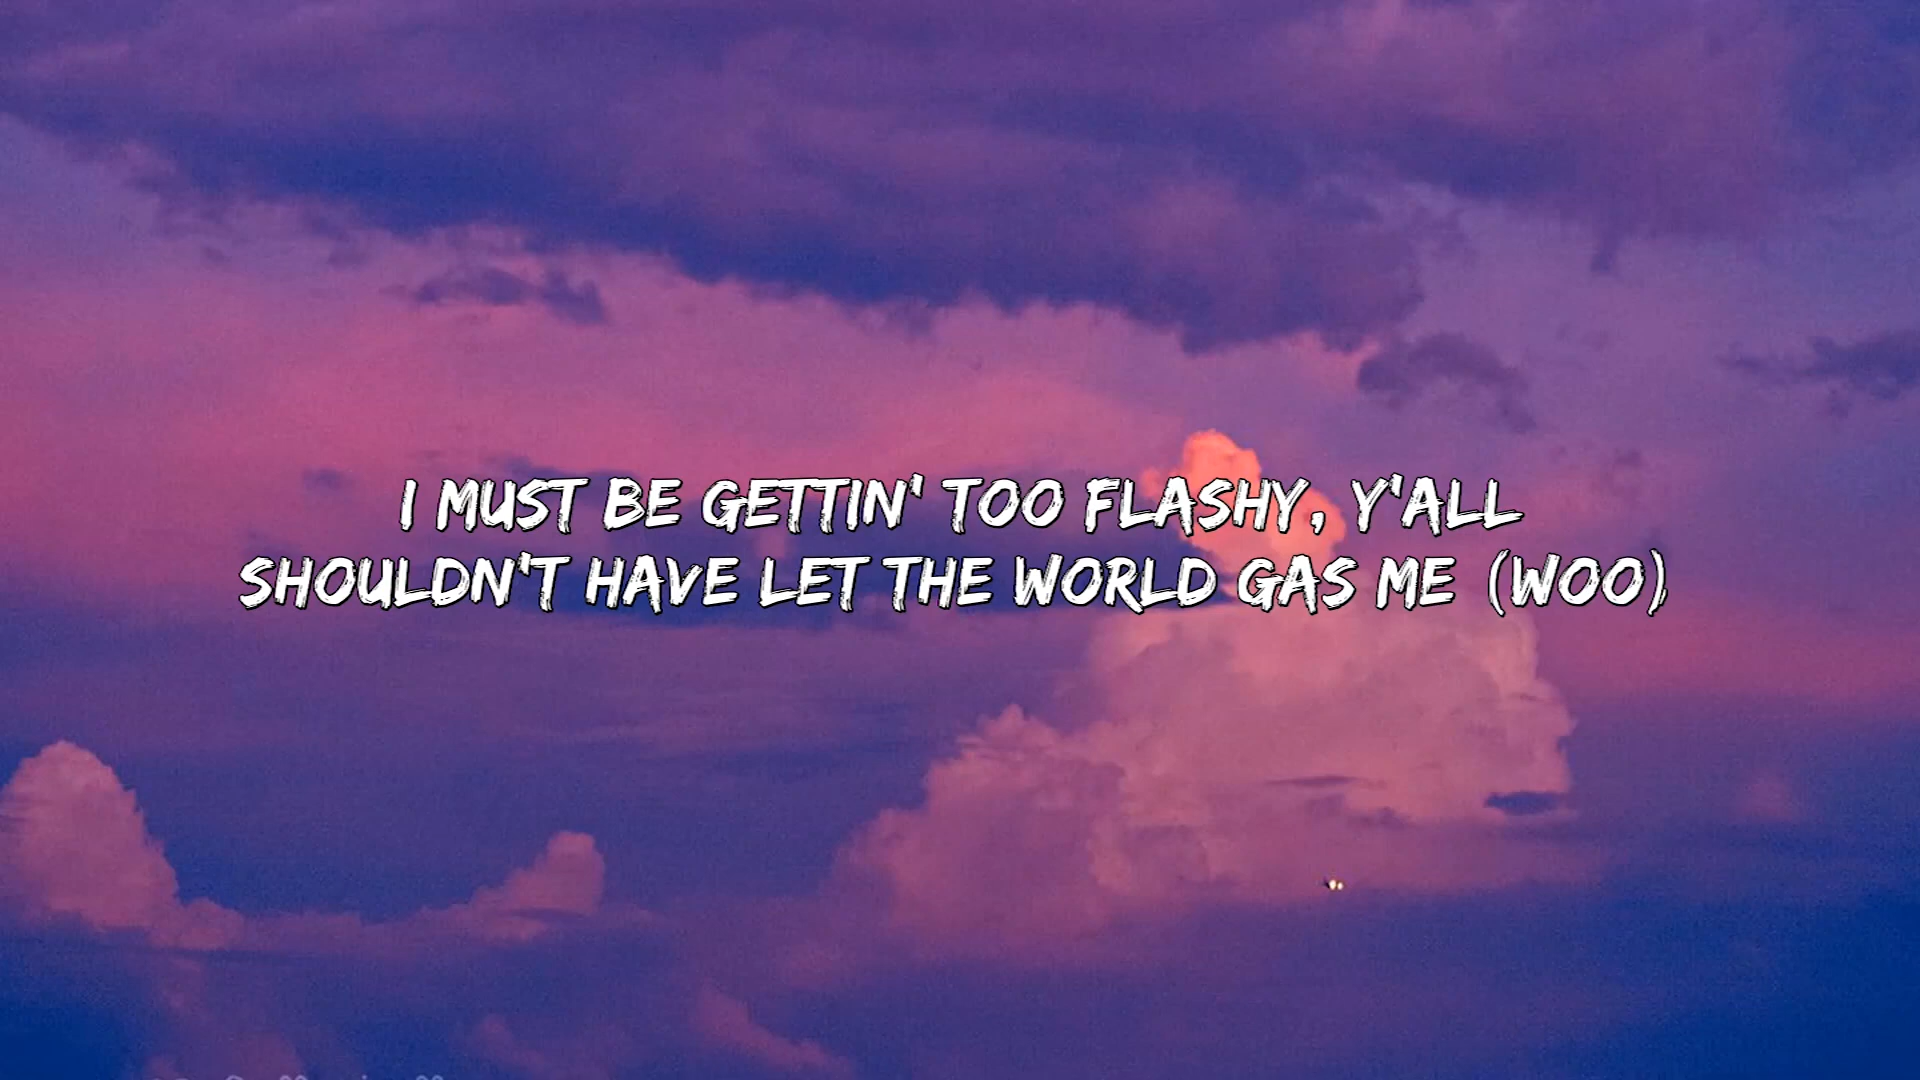 I MUST BE GETTIN' TOO FLASHY, Y'ALL
SHOULDN'T HAVE LET THE WORLD GAS ME (WOO)